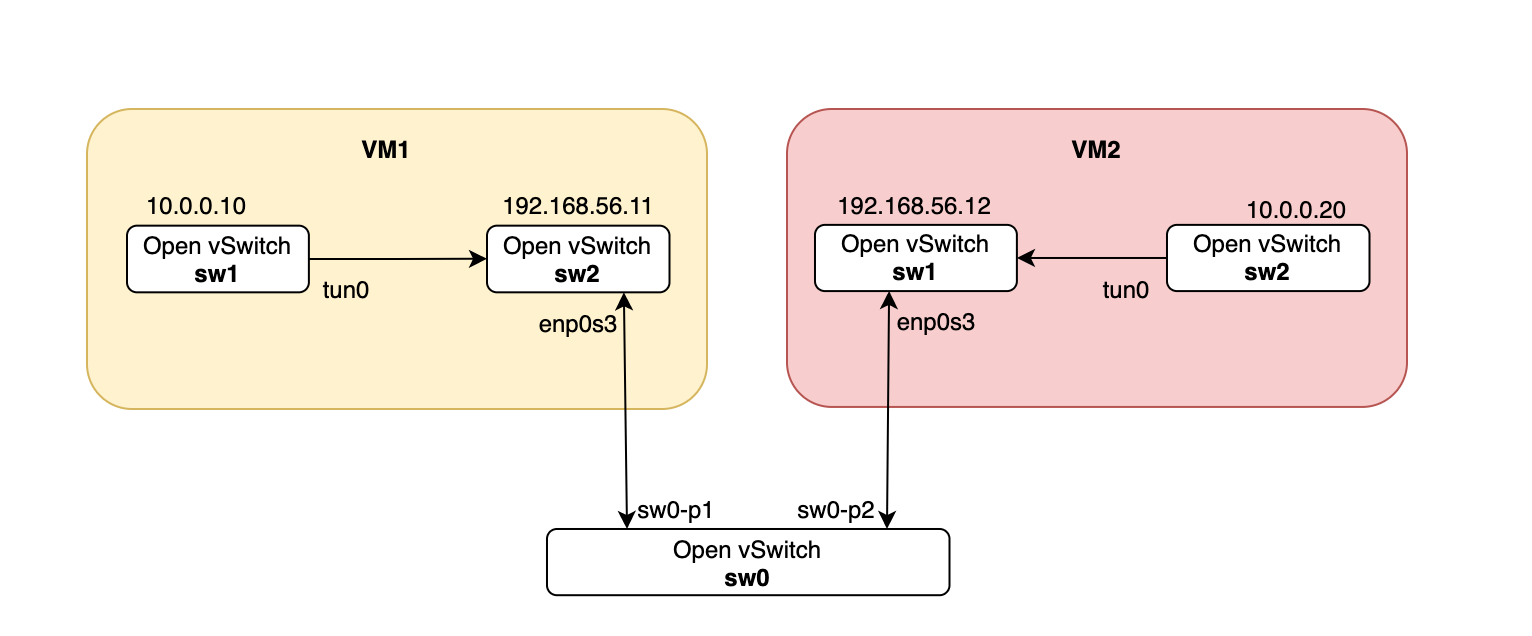 VM1
10.0.0.10
Open vSwitch
sw1
tun0
192.168.56.11
Open vSwitch
sw2
enp0s3
VM2
192.168.56.12
Open vSwitch
sw1
enp0s3
10.0.0.20
Open vSwitch
sw2
tun0
sw0-p1
sw0-p2
Open vSwitch
sw0